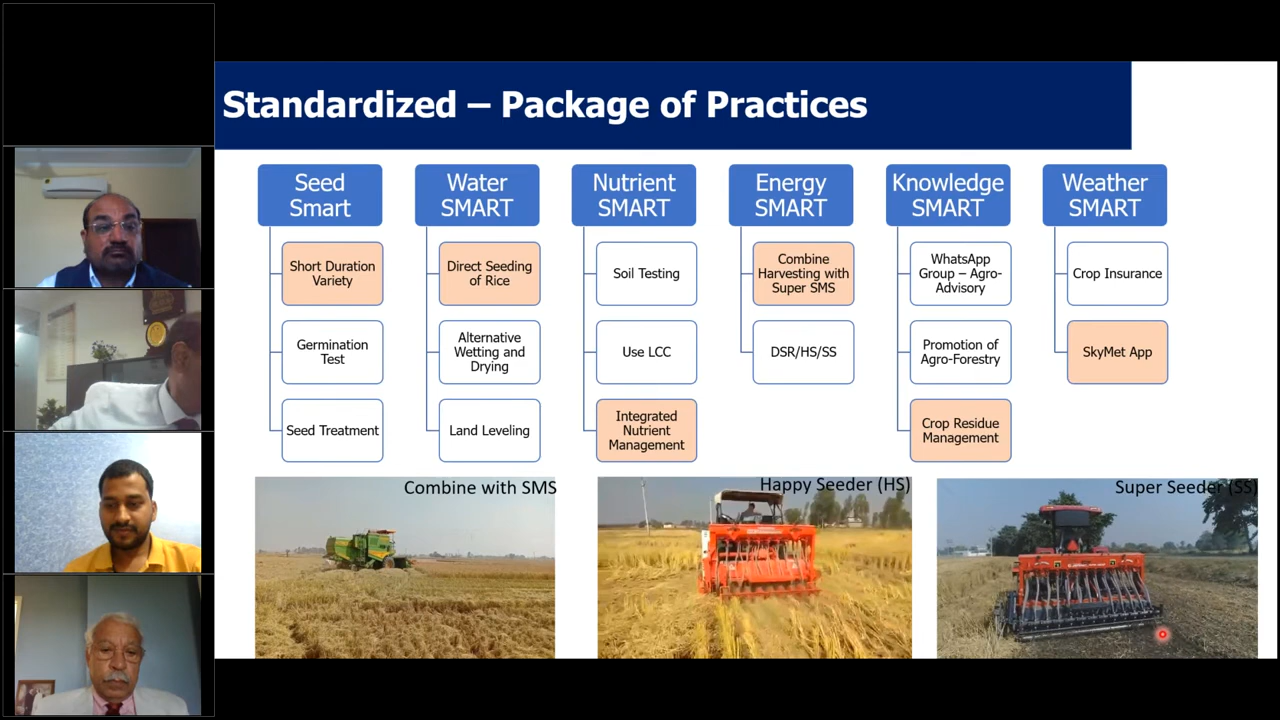 Standardized – Package of Practices
Seed
Smart
Short Duration
Variety
Germination
Test
Seed Treatment
Water
SMART
Direct Seeding
of Rice
Alternative
Wetting and
Drying
Land Leveling
Nutrient
SMART
Soil Testing
Use LCC
Integrated
Nutrient
Management
Energy
SMART
Combine
Harvesting with
Super SMS
DSR/HS/SS
Knowledge
SMART
WhatsApp
Group – Agro-
Advisory
Promotion of
Agro-Forestry
Crop Residue
Management
Weather
SMART
Crop Insurance
SkyMet App
Combine with SMS
Happy Seeder (HS)
Super Seeder (SS)